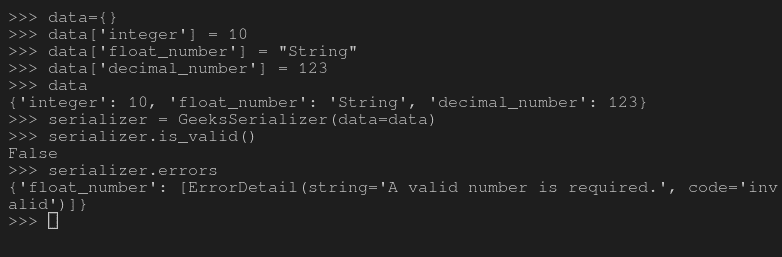 >>> data={}
>>> data['integer'] = 10
>>> data['float_number'] = "String"
>>> data['decimal_number'] = 123
>>> data
{'integer': 10, 'float_number': 'String', 'decimal_number': 123}
>>> serializer = GeeksSerializer(data=data)
>>> serializer.is_valid()
False
>>> serializer.errors
{'float_number': [ErrorDetail(string='A valid number is required.', code='inv
alid')]}
>>>